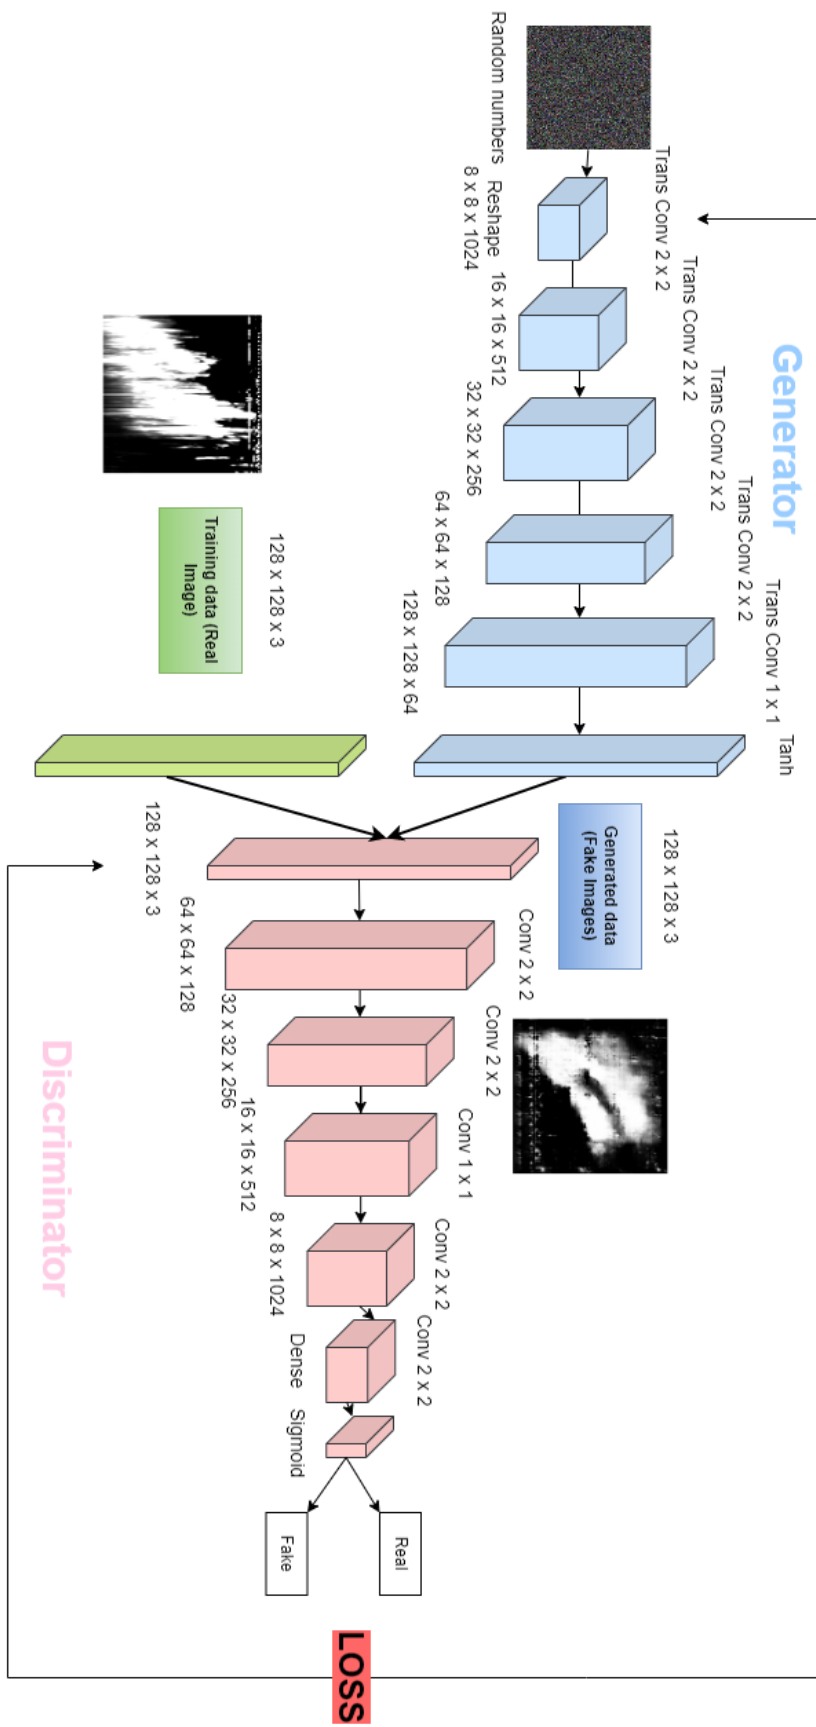 Generator
Trans Conv 2 x 2
Trans Conv 2 x 2
Trans Conv 2 x 2
Trans Conv 2 x 2
Trans Conv 1 x 1
Tanh
Random numbers
Reshape
8 x 8 x 1024
16 x 16 x 512
32 x 32 x 256
64 x 64 x 128
128 x 128 x 64
128 x 128 x 3
Generated data
(Fake Images)
128 x 128 x 3
Training data (Real
Image)
Conv 2 x 2
Conv 2 x 2
Conv 1 x 1
Conv 2 x 2
Conv 2 x 2
128 x 128 x 3
64 x 64 x 128
32 x 32 x 256
16 x 16 x 512
8 x 8 x 1024
Dense
Sigmoid
Real
Fake
LOSS
Discriminator